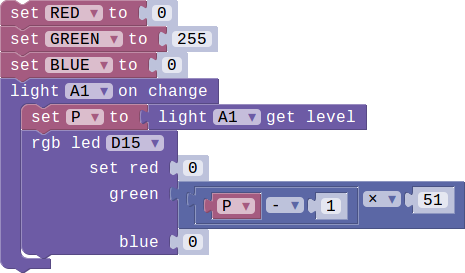 set RED ▾ to 0
set GREEN ▾ to 255
set BLUE ▾ to 0
light A1 ▾ on change
set P ▾ to light A1 ▾ get level
rgb led D15 ▾
set red 0
green P ▾ - ▾ 1 × ▾ 51
blue 0